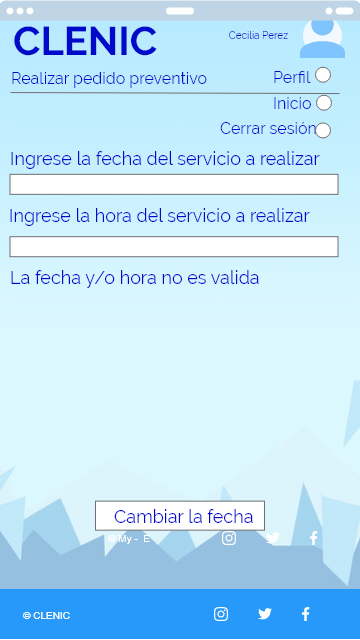 CLENIC
Cecilia Perez
Realizar pedido preventivo
Perfil
Inicio
Cerrar sesión
Ingrese la fecha del servicio a realizar
Ingrese la hora del servicio a realizar
La fecha y/o hora no es valida
Cambiar la fecha
© My - E
© CLENIC